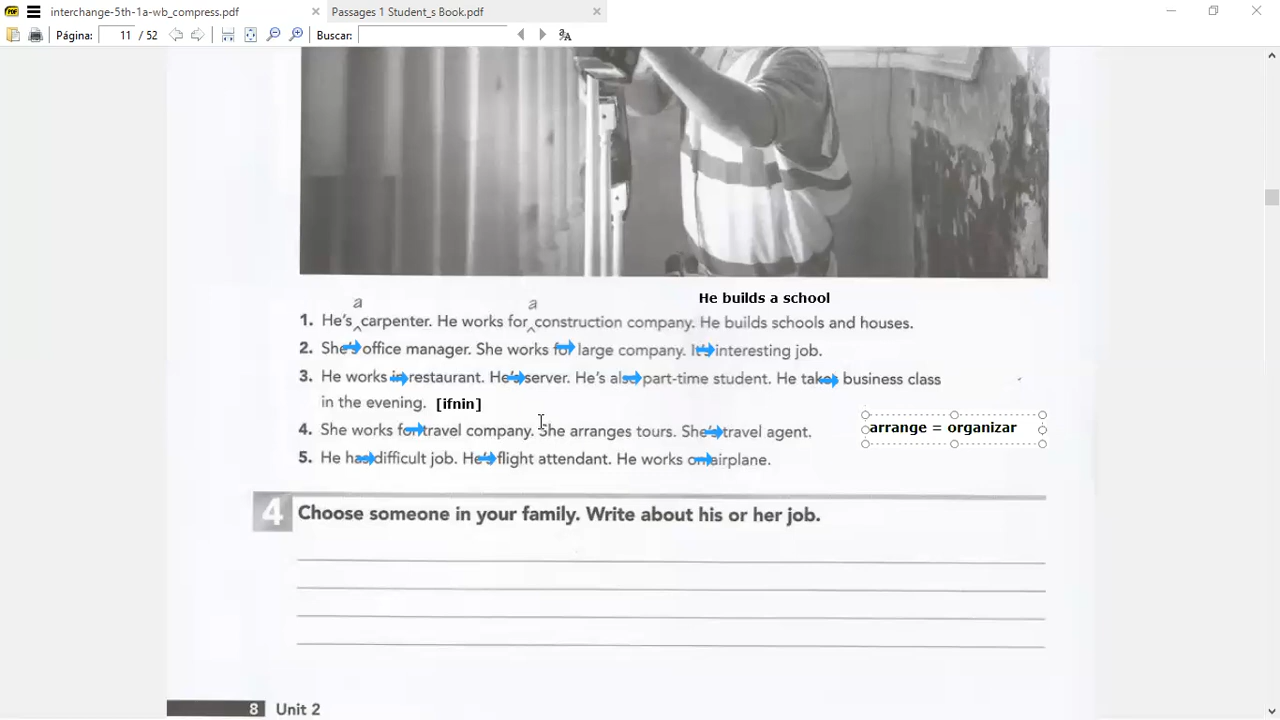 interchange-5th-1a-wb_compress.pdf
Passages 1 Student_s Book.pdf
Página: 11 / 52 Buscar:
He builds a school
a a
1. He's carpenter. He works for construction company. He builds schools and houses.
2. She's office manager. She works for large company. It's interesting job.
3. He works in restaurant. He's server. He's also part-time student. He takes business class
in the evening. [ifnin]
4. She works for travel company. She arranges tours. She's travel agent.
arrange = organizar
5. He has difficult job. He's flight attendant. He works on airplane.
4 Choose someone in your family. Write about his or her job.
8 Unit 2